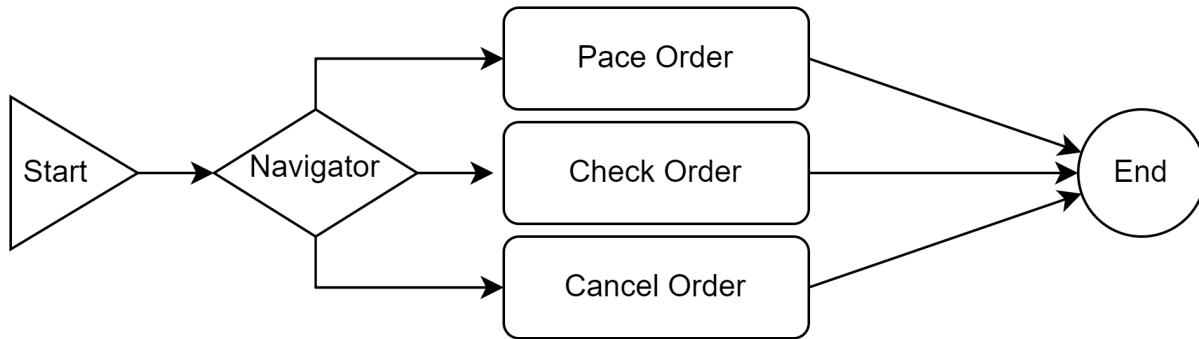 Start
Navigator
Pace Order
Check Order
Cancel Order
End